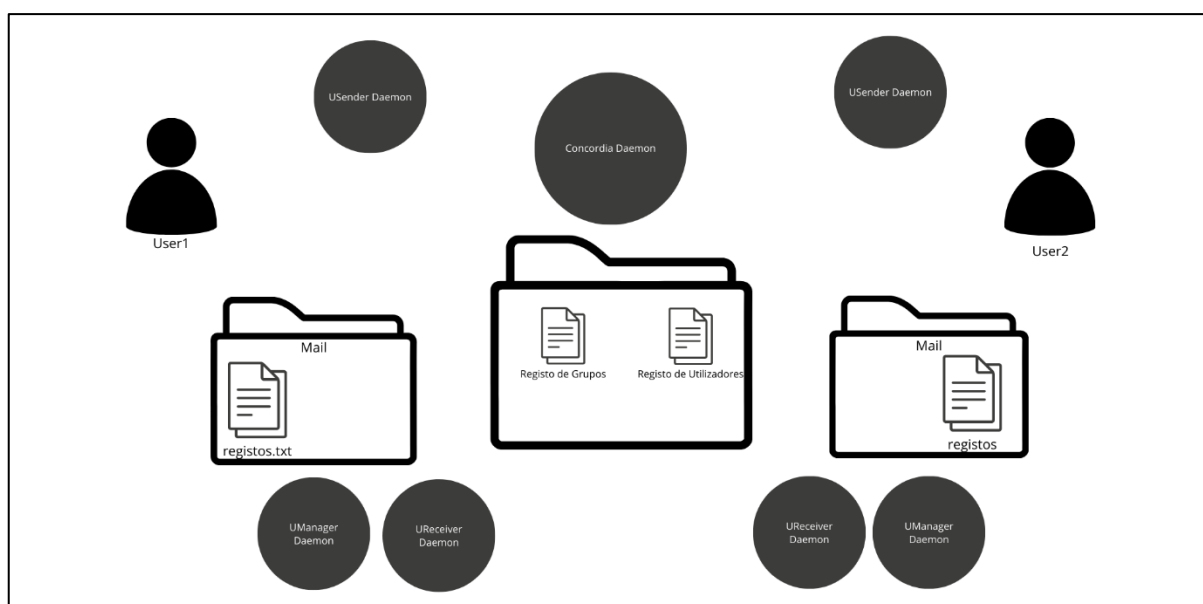 USender Daemon
USender Daemon
Concordia Daemon
User1
User2
Mail
Mail
Registo de Grupos
Registo de Utilizadores
registos.txt
registos
UManager
Daemon
UReceiver
Daemon
UReceiver
Daemon
UManager
Daemon